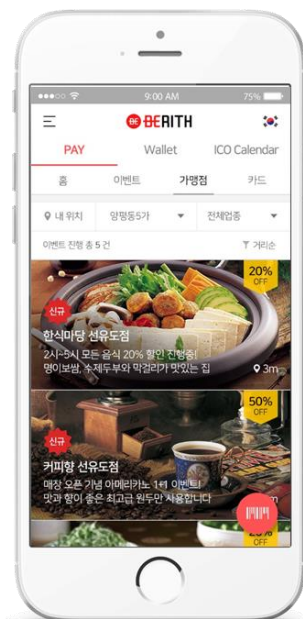 9:00 AM
75%
BERITH
PAY
Wallet
ICO Calendar
홈
이벤트
가맹점
카드
내 위치
양평동5가
전체업종
이벤트 진행 총 5 건
거리순
20%
OFF
신규
한식마당 선유도점
2시~5시 모든 음식 20% 할인 진행중!
명이보쌈, 수제두부와 막걸리가 맛있는 집
3m
50%
OFF
신규
커피향 선유도점
매장 오픈 기념 아메리카노 1+1 이벤트!
맛과 향이 좋은 최고급 원두만 사용합니다
OFF